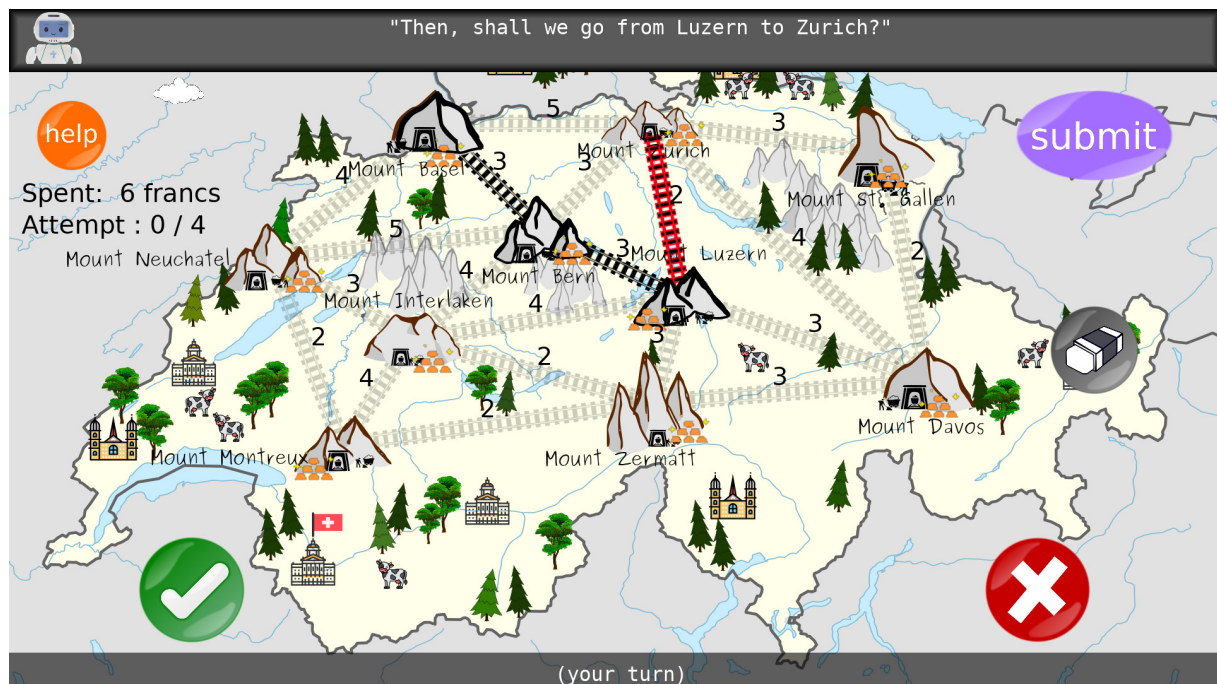 "Then, shall we go from Luzern to Zurich?"
help
submit
Spent: 6 francs
Attempt : 0 / 4
5
3
Mount Zurich
3
3
4
Mount Basel
2
Mount St. Gallen
5
4
2
Mount Neuchatel
3
Mount Luzern
4
Mount Bern
3
Mount Interlaken
4
2
3
3
2
3
4
2
Mount Davos
Mount Montreux
Mount Zermatt
(your turn)